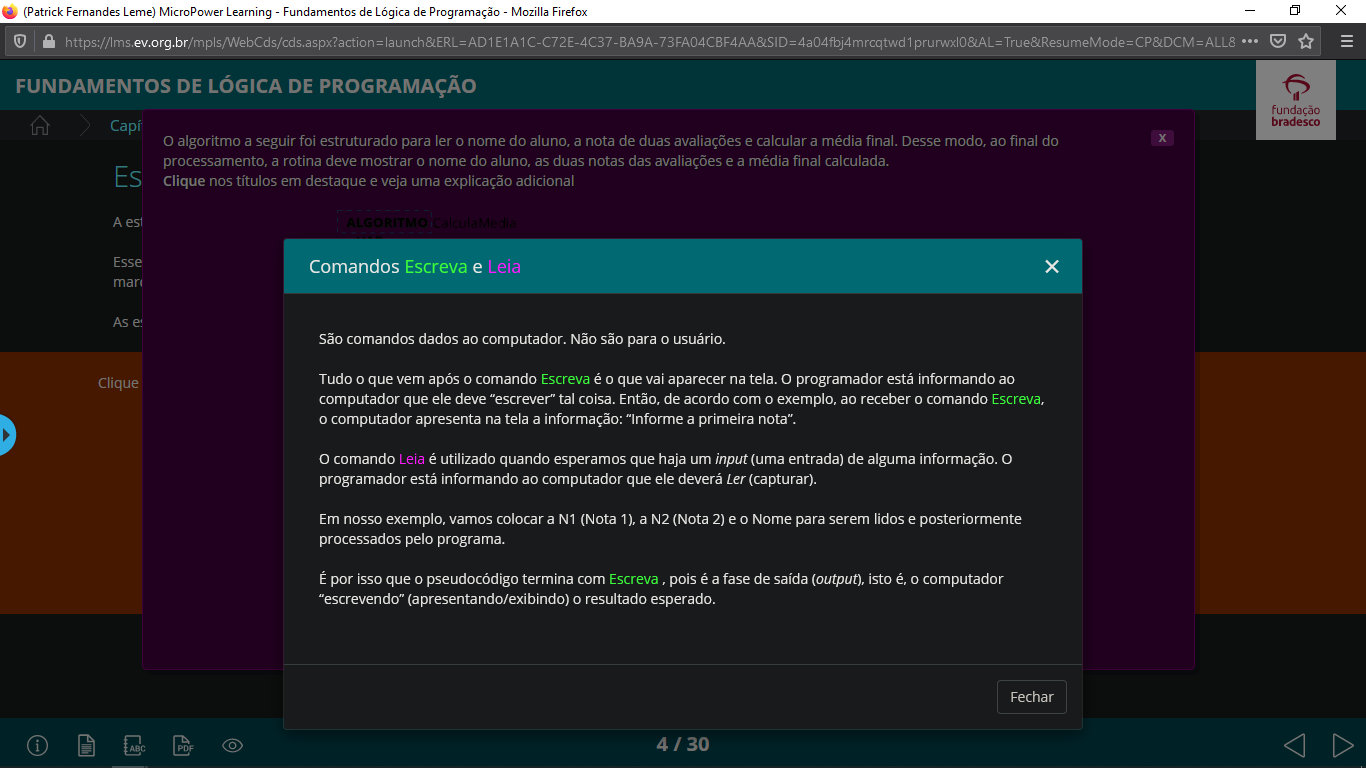 (Patrick Fernandes Leme) MicroPower Learning - Fundamentos de Lógica de Programação - Mozilla Firefox
https://lms.ev.org.br/mpls/WebCds/cds.aspx?action=launch&ERL=AD1E1A1C-C72E-4C37-BA9A-73FA04CBF4AA&SID=4a04fbj4mrcqtwd1prurwxl0&AL=True&ResumeMode=CP&DCM=ALL&
FUNDAMENTOS DE LÓGICA DE PROGRAMAÇÃO
fundação
bradesco
Capí
O algoritmo a seguir foi estruturado para ler o nome do aluno, a nota de duas avaliações e calcular a média final. Desse modo, ao final do
processamento, a rotina deve mostrar o nome do aluno, as duas notas das avaliações e a média final calculada.
Clique nos títulos em destaque e veja uma explicação adicional
X
Es
A est
Esse
marc
As es
Clique
ALGORITMO CalculaMedia
Comandos Escreva e Leia
São comandos dados ao computador. Não são para o usuário.
Tudo o que vem após o comando Escreva é o que vai aparecer na tela. O programador está informando ao
computador que ele deve “escrever” tal coisa. Então, de acordo com o exemplo, ao receber o comando Escreva,
o computador apresenta na tela a informação: ”Informe a primeira nota”.
O comando Leia é utilizado quando esperamos que haja um input (uma entrada) de alguma informação. O
programador está informando ao computador que ele deverá Ler (capturar).
Em nosso exemplo, vamos colocar a N1 (Nota 1), a N2 (Nota 2) e o Nome para serem lidos e posteriormente
processados pelo programa.
É por isso que o pseudocódigo termina com Escreva , pois é a fase de saída (output), isto é, o computador
“escrevendo” (apresentando/exibindo) o resultado esperado.
Fechar
ABC
PDF
4 / 30